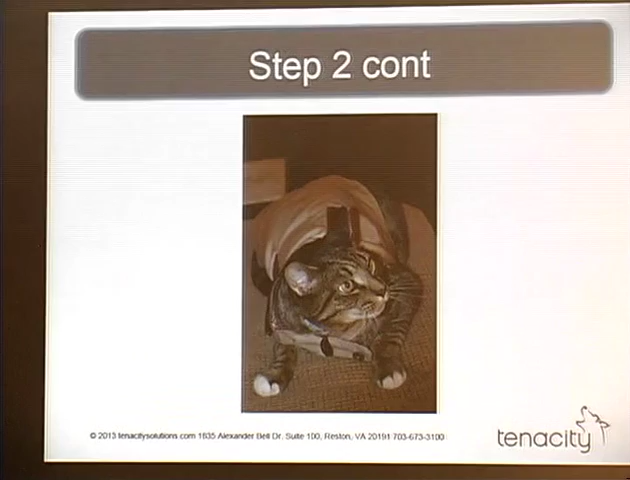 Step 2 cont
© 2013 tenacitysolutions.com 1835 Alexander Bell Dr. Suite 100, Reston, VA 20191 703-673-3100
tenacity